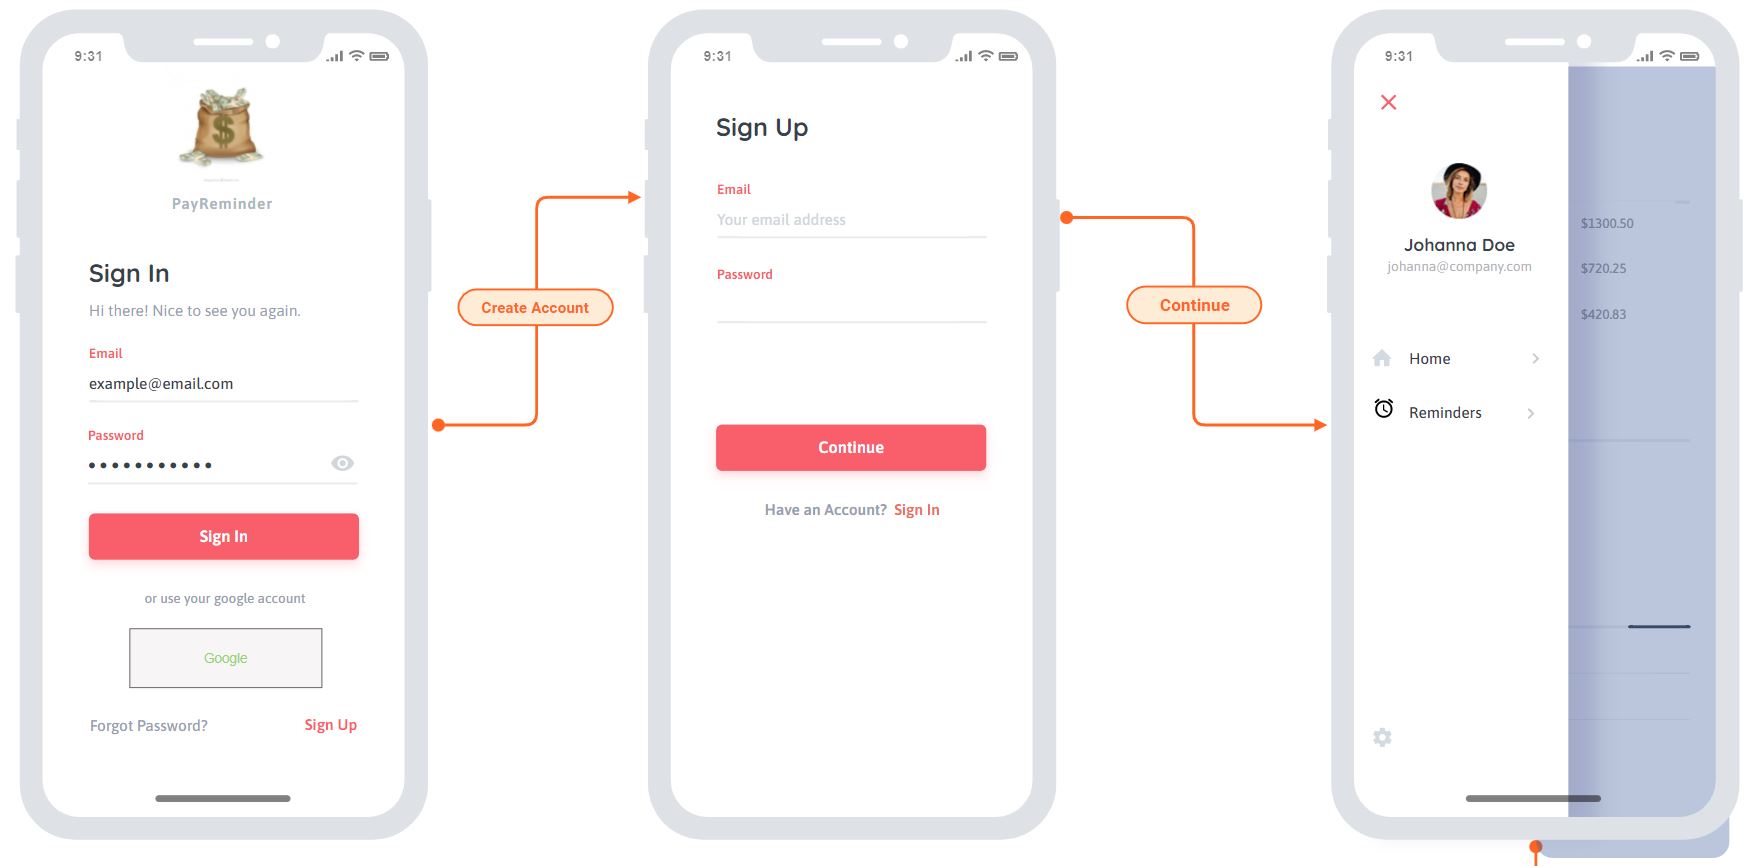 9:31
PayReminder
Sign In
Hi there! Nice to see you again.
Email
example@email.com
Password
Sign In
or use your google account
Google
Forgot Password?
Sign Up
Create Account
9:31
Sign Up
Email
Your email address
Password
Continue
Have an Account? Sign In
Continue
9:31
Johanna Doe
johanna@company.com
Home
Reminders
$1300.50
$720.25
$420.83